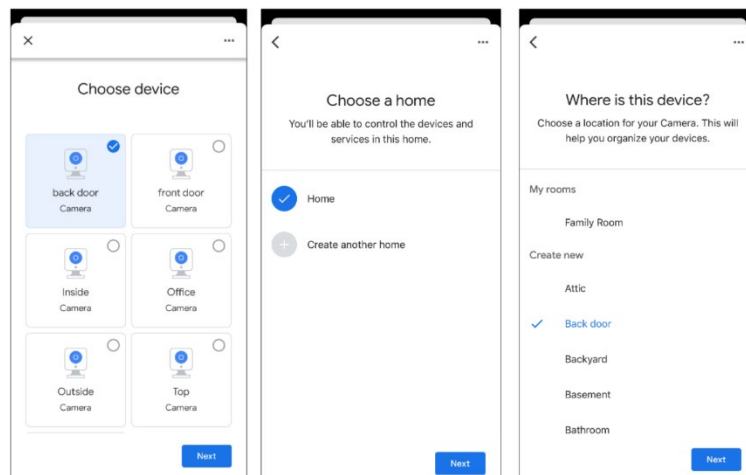 Choose device
back door
Camera
front door
Camera
Inside
Camera
Office
Camera
Outside
Camera
Top
Camera
Next
Choose a home
You'll be able to control the devices and
services in this home.
Home
Create another home
Next
Where is this device?
Choose a location for your Camera. This will
help you organize your devices.
My rooms
Family Room
Create new
Attic
Back door
Backyard
Basement
Bathroom
Next